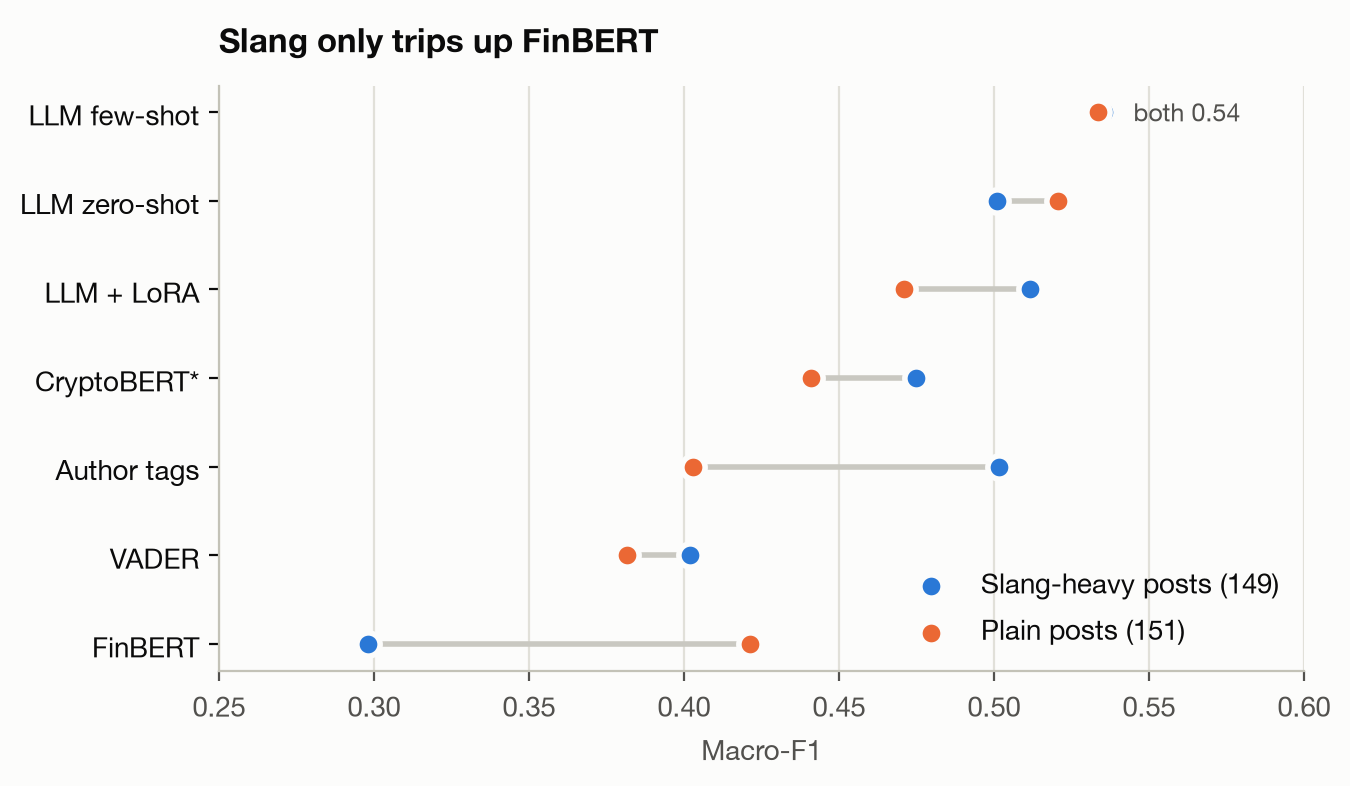 Slang only trips up FinBERT
LLM few-shot
both 0.54
LLM zero-shot
LLM + LoRA
CryptoBERT*
Author tags
VADER
FinBERT
Slang-heavy posts (149)
Plain posts (151)
0.25 0.30 0.35 0.40 0.45 0.50 0.55 0.60
Macro-F1